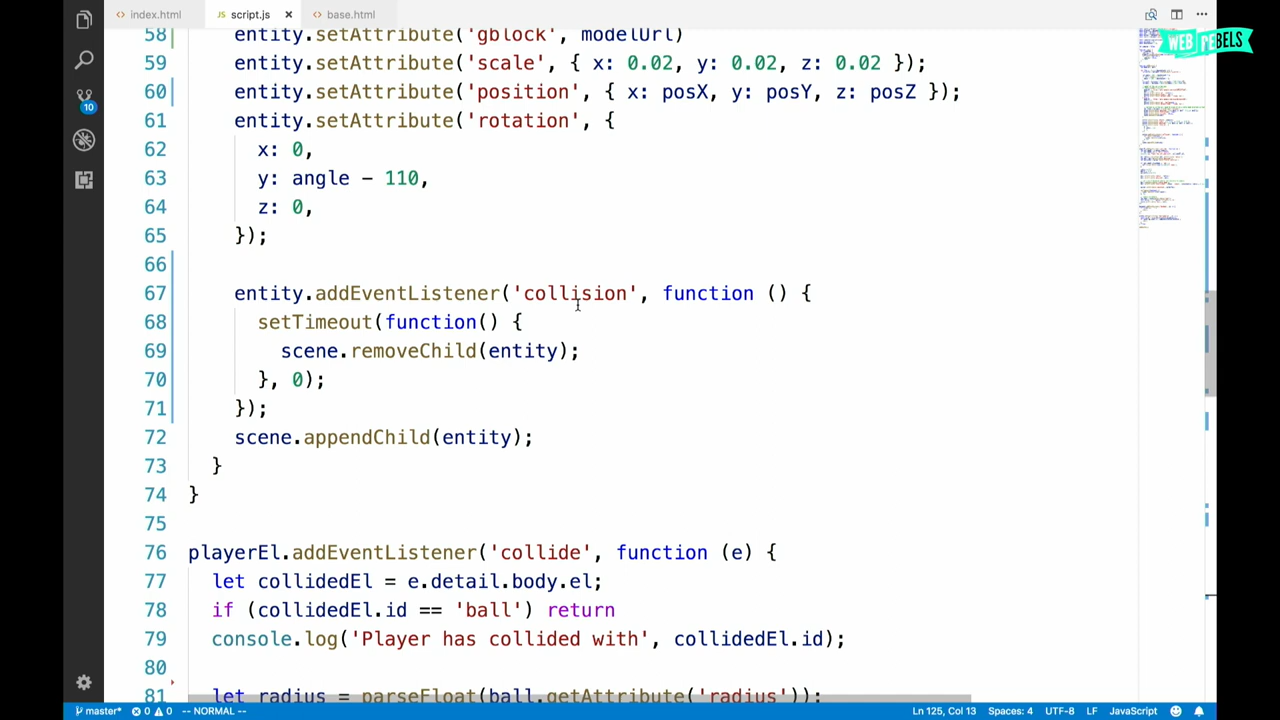 index.html
script.js
base.html
WEB REBELS
58 entity.setAttribute('gblock', modelUrl)
59 entity.setAttribute('scale', { x: 0.02, y: 0.02, z: 0.02 });
60 entity.setAttribute('position', { x: posX, y: posY, z: posZ });
61 entity.setAttribute('rotation', {
62 x: 0,
63 y: angle - 110,
64 z: 0,
65 });
66
67 entity.addEventListener('collision', function () {
68 setTimeout(function() {
69 scene.removeChild(entity);
70 }, 0);
71 });
72 scene.appendChild(entity);
73 }
74 }
75
76 playerEl.addEventListener('collide', function (e) {
77 let collidedEl = e.detail.body.el;
78 if (collidedEl.id == 'ball') return
79 console.log('Player has collided with', collidedEl.id);
80
81 let radius = parseFloat(ball.getAttribute('radius'));
10
master* 0 0 -- NORMAL -- Ln 125, Col 13 Spaces: 4 UTF-8 LF JavaScript